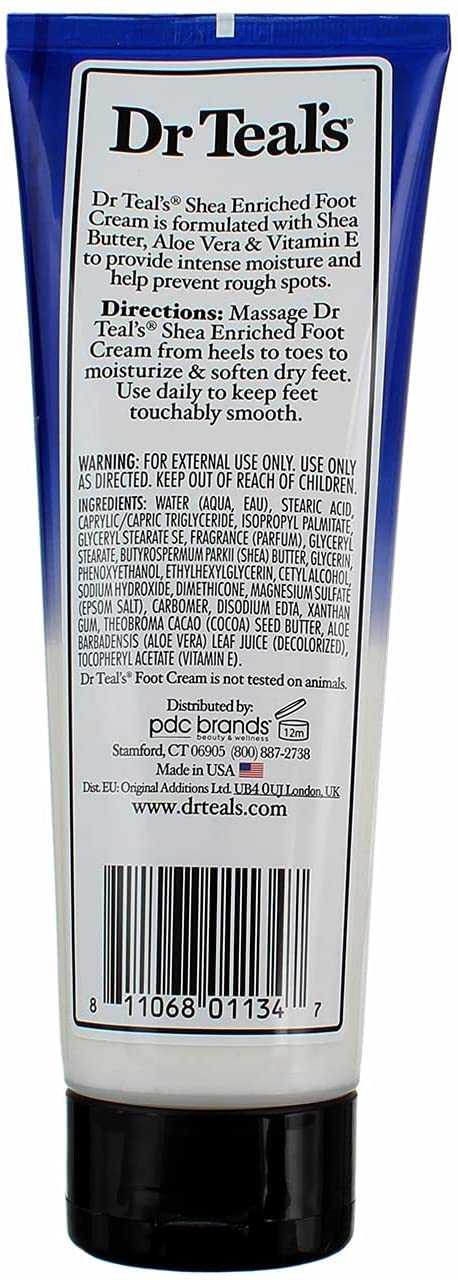 Dr Teal's®
Dr Teal's® Shea Enriched Foot
Cream is formulated with Shea
Butter, Aloe Vera & Vitamin E
to provide intense moisture and
help prevent rough spots.
Directions: Massage Dr
Teal's® Shea Enriched Foot
Cream from heels to toes to
moisturize & soften dry feet.
Use daily to keep feet
touchably smooth.
WARNING: FOR EXTERNAL USE ONLY. USE ONLY
AS DIRECTED. KEEP OUT OF REACH OF CHILDREN.
INGREDIENTS: WATER (AQUA, EAU), STEARIC ACID,
CAPRYLIC/CAPRIC TRIGLYCERIDE, ISOPROPYL PALMITATE,
GLYCERYL STEARATE SE, FRAGRANCE (PARFUM), GLYCERYL
STEARATE, BUTYROSPERMUM PARKII (SHEA) BUTTER, GLYCERIN,
PHENOXYETHANOL, ETHYLHEXYLGLYCERIN, CETYL ALCOHOL,
SODIUM HYDROXIDE, DIMETHICONE, MAGNESIUM SULFATE
(EPSOM SALT), CARBOMER, DISODIUM EDTA, XANTHAN
GUM, THEOBROMA CACAO (COCOA) SEED BUTTER, ALOE
BARBADENSIS (ALOE VERA) LEAF JUICE (DECOLORIZED),
TOCOPHERYL ACETATE (VITAMIN E).
Dr Teal's® Foot Cream is not tested on animals.
Distributed by:
pdc brands
beauty & wellness
12m
Stamford, CT 06905 (800) 887-2738
Made in USA
Dist. EU: Original Additions Ltd. UB4 0UJ London, UK
www.drteals.com
8 11068 01134 7